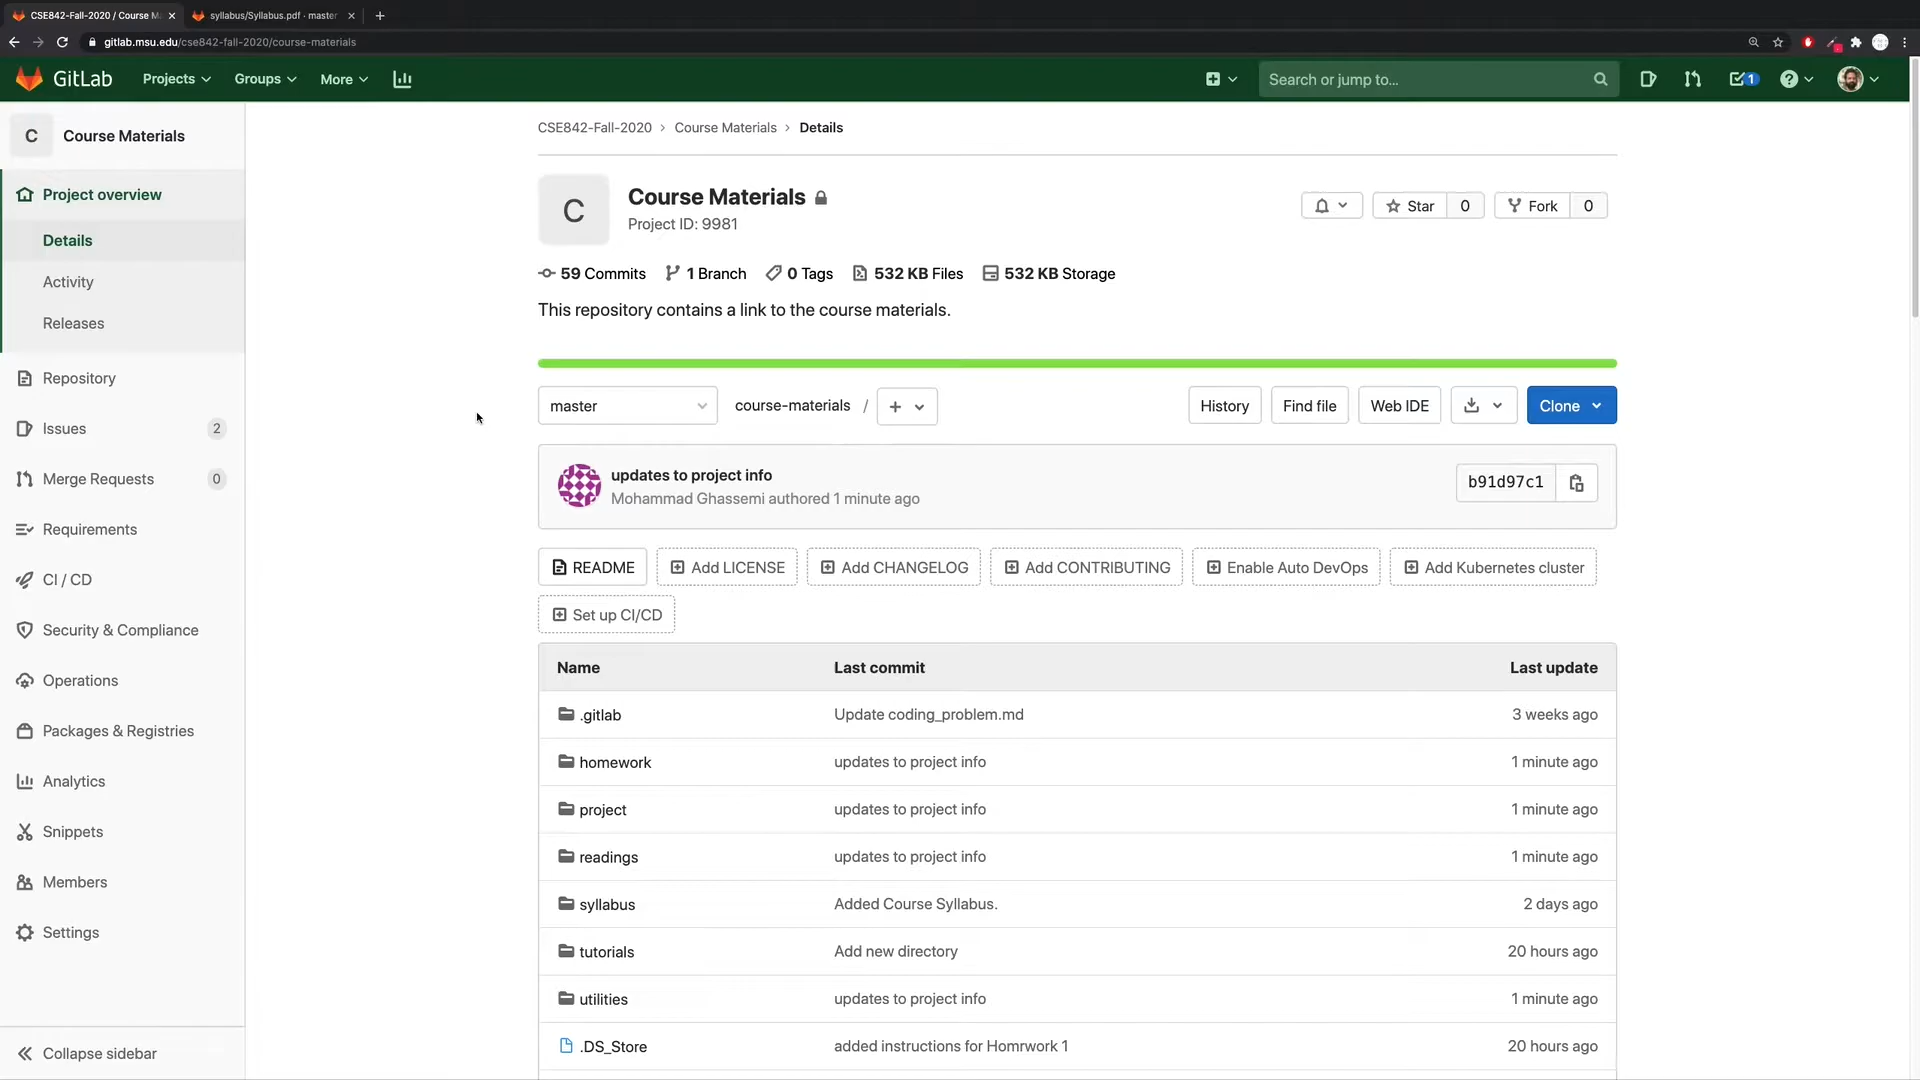 CSE842-Fall-2020 / Course M
syllabus/Syllabus.pdf · master
gitlab.msu.edu/cse842-fall-2020/course-materials
GitLab
Projects
Groups
More
Search or jump to...
1
C
Course Materials
Project overview
Details
Activity
Releases
Repository
Issues
2
Merge Requests
0
Requirements
CI / CD
Security & Compliance
Operations
Packages & Registries
Analytics
Snippets
Members
Settings
Collapse sidebar
CSE842-Fall-2020 › Course Materials › Details
C
Course Materials
Project ID: 9981
Star 0
Fork 0
59 Commits 1 Branch 0 Tags 532 KB Files 532 KB Storage
This repository contains a link to the course materials.
master
course-materials /
+
History
Find file
Web IDE
Clone
updates to project info
Mohammad Ghassemi authored 1 minute ago
b91d97c1
README
Add LICENSE
Add CHANGELOG
Add CONTRIBUTING
Enable Auto DevOps
Add Kubernetes cluster
Set up CI/CD
Name Last commit Last update
.gitlab Update coding_problem.md 3 weeks ago
homework updates to project info 1 minute ago
project updates to project info 1 minute ago
readings updates to project info 1 minute ago
syllabus Added Course Syllabus. 2 days ago
tutorials Add new directory 20 hours ago
utilities updates to project info 1 minute ago
.DS_Store added instructions for Homrwork 1 20 hours ago